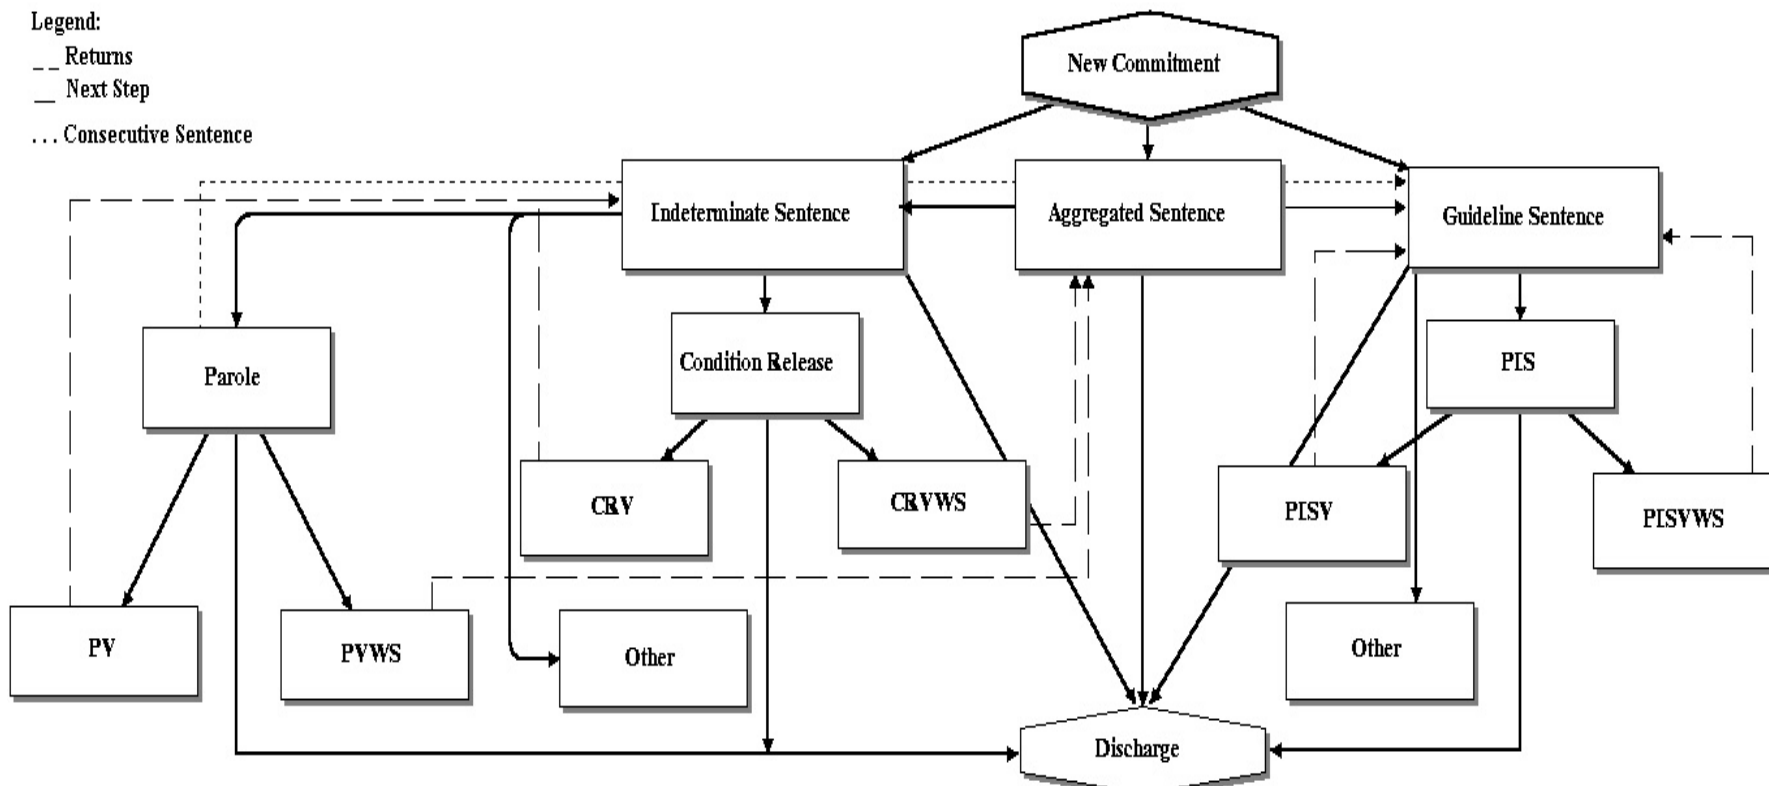 Legend:
_ _ Returns
__ Next Step
... Consecutive Sentence
New Commitment
Indeterminate Sentence
Aggregated Sentence
Guideline Sentence
Parole
Condition Release
PIS
CRV
CRVWS
PISV
PISVWS
PV
PVWS
Other
Other
Discharge